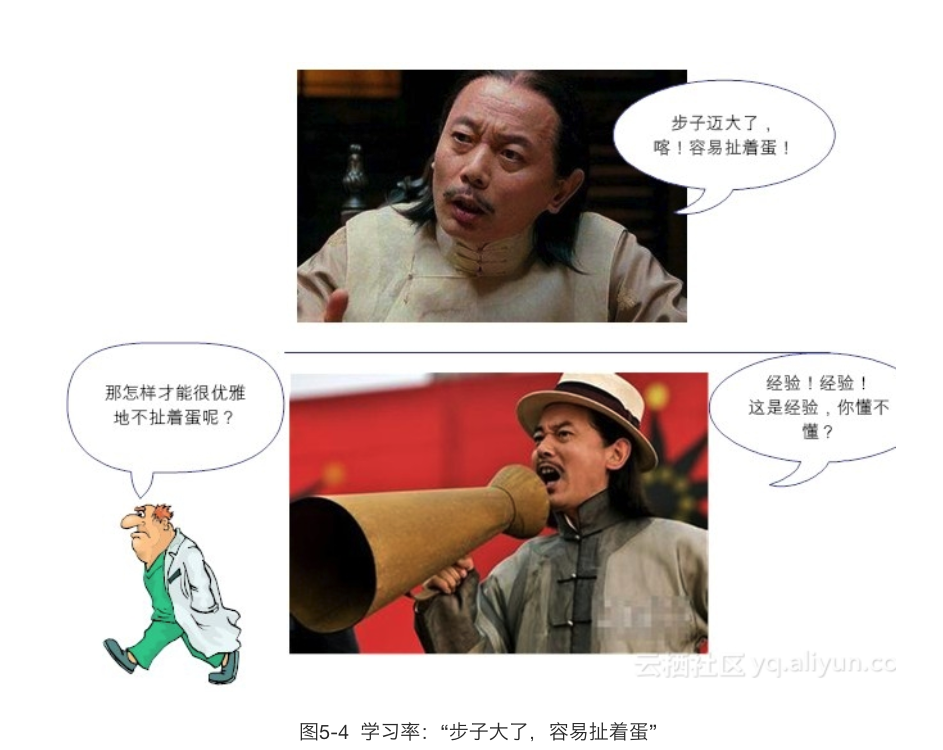 步子迈大了，
喀！容易扯着蛋！
那怎样才能很优雅
地不扯着蛋呢？
经验！经验！
这是经验，你懂不
懂？
云栖社区 yq.aliyun.co
图5-4 学习率：“步子大了，容易扯着蛋”